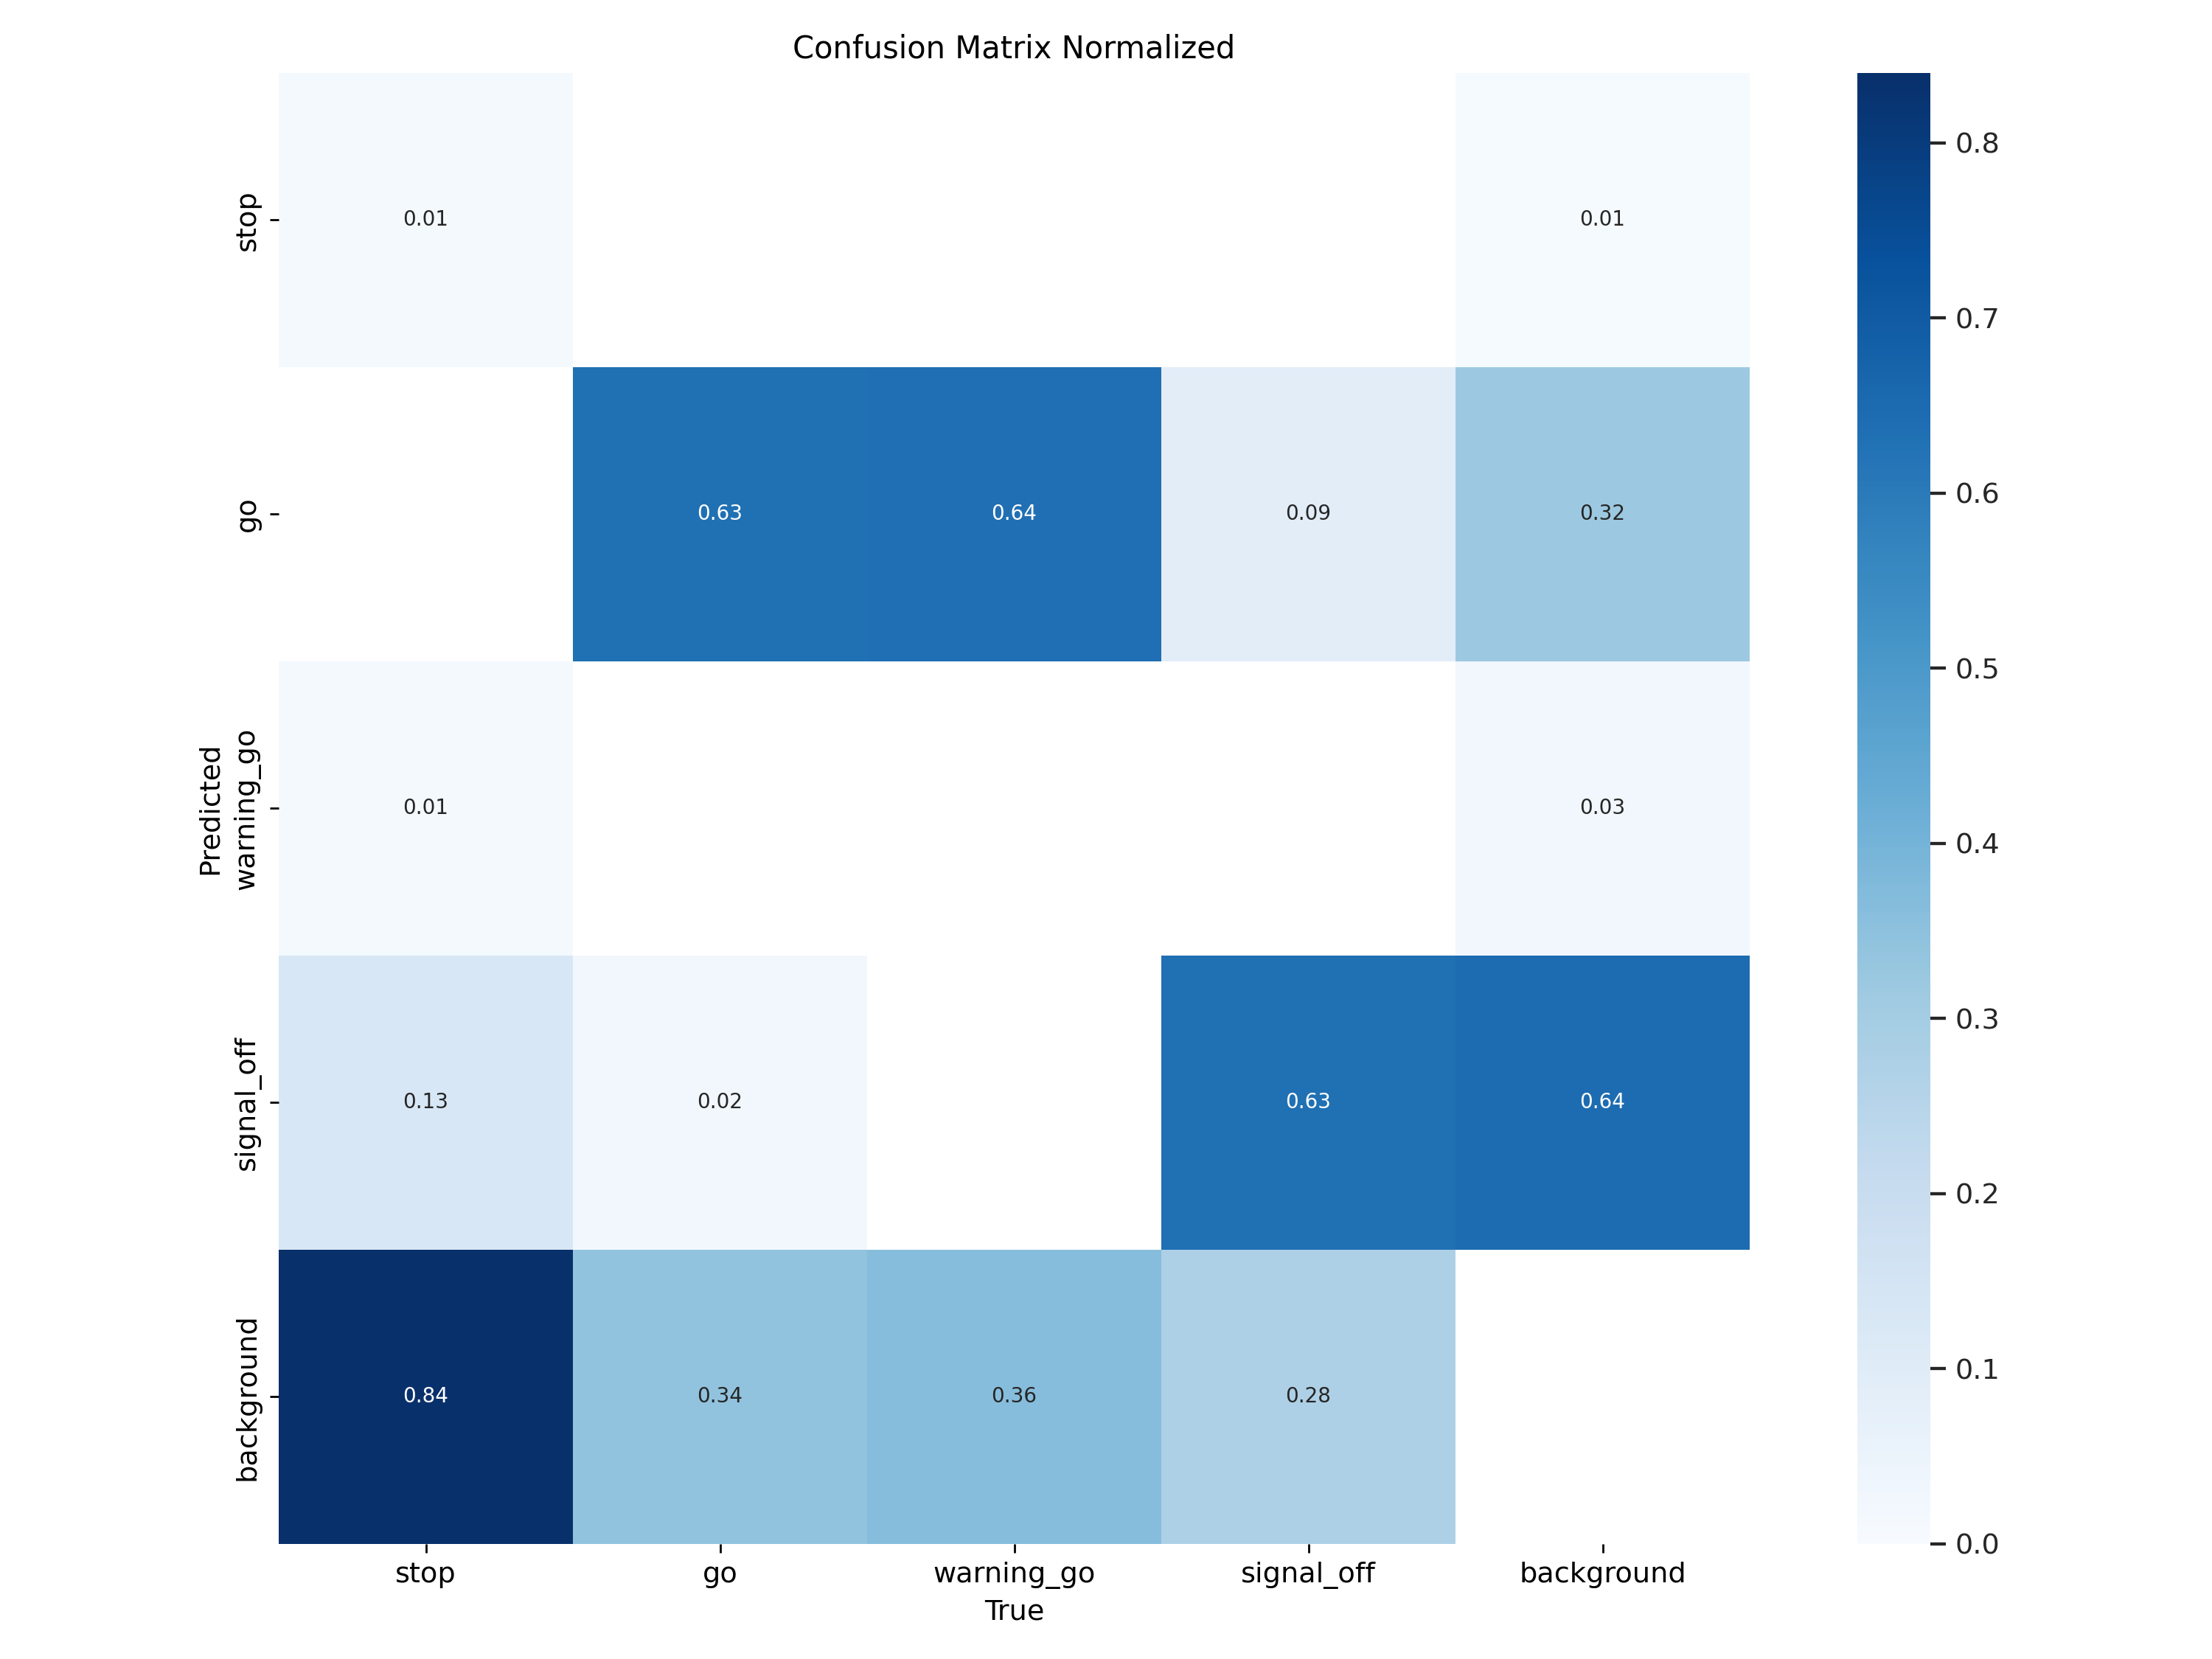 Confusion Matrix Normalized
stop
0.01
0.01
go
0.63
0.64
0.09
0.32
Predicted
warning_go
0.01
0.03
signal_off
0.13
0.02
0.63
0.64
background
0.84
0.34
0.36
0.28
stop
go
warning_go
signal_off
background
True
0.8
0.7
0.6
0.5
0.4
0.3
0.2
0.1
0.0